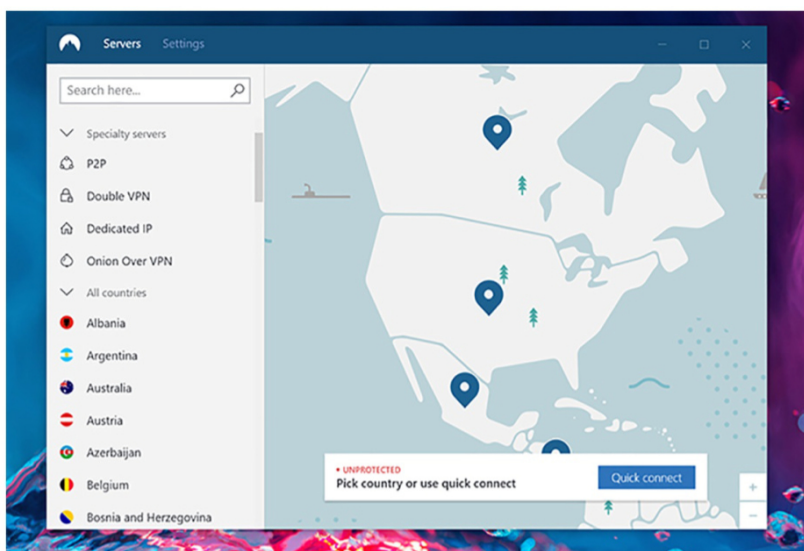 Servers Settings
Search here...
Specialty servers
P2P
Double VPN
Dedicated IP
Onion Over VPN
All countries
Albania
Argentina
Australia
Austria
Azerbaijan
Belgium
Bosnia and Herzegovina
UNPROTECTED
Pick country or use quick connect
Quick connect